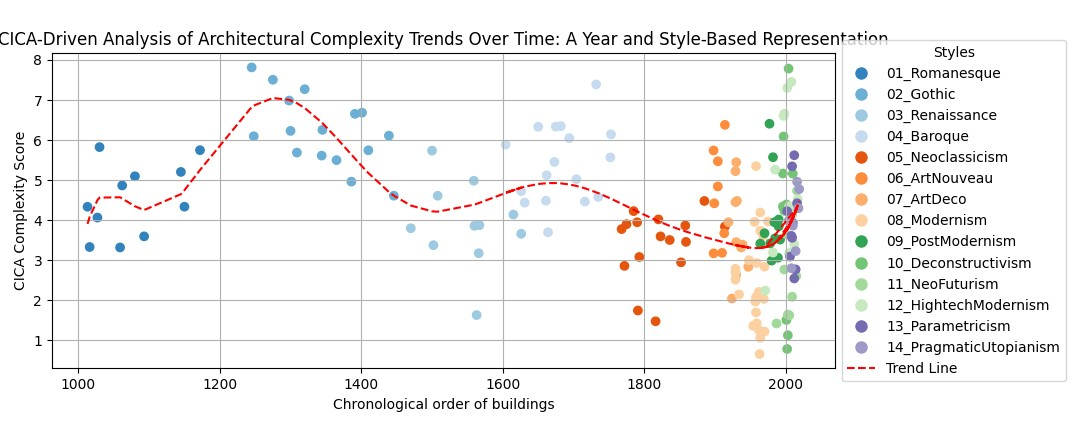 CICA-Driven Analysis of Architectural Complexity Trends Over Time: A Year and Style-Based Representation
CICA Complexity Score
8
7
6
5
4
3
2
1
1000 1200 1400 1600 1800 2000
Chronological order of buildings
Styles
01_Romanesque
02_Gothic
03_Renaissance
04_Baroque
05_Neoclassicism
06_ArtNouveau
07_ArtDeco
08_Modernism
09_PostModernism
10_Deconstructivism
11_NeoFuturism
12_HightechModernism
13_Parametricism
14_PragmaticUtopianism
Trend Line